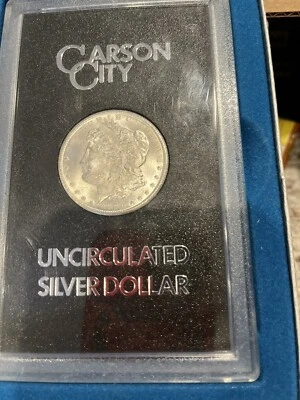 CARSON
CITY
UNCIRCULATED
SILVER DOLLAR